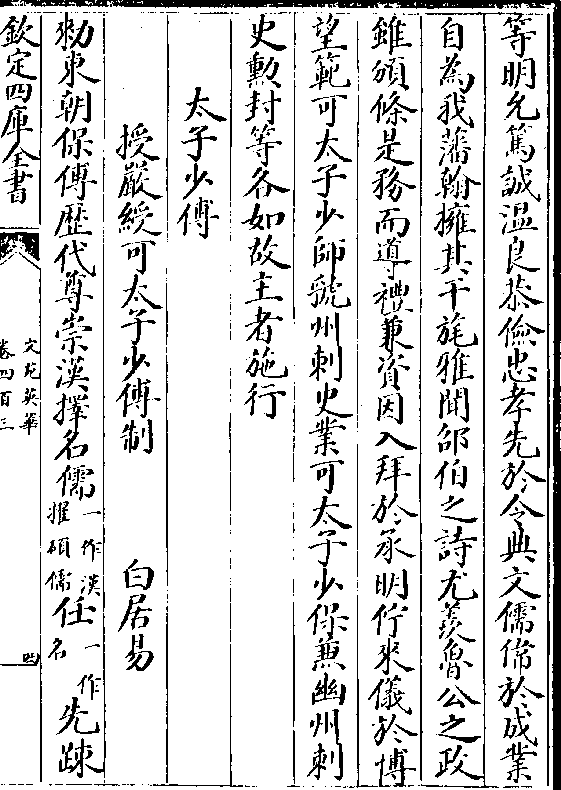 等明允篤誠温良恭儉忠孝先於令典文儒偹於成業
自為我藩翰擁其干旄雅聞邵伯之詩尤羡魯公之政
雖頒條是務而導禮兼資因入拜於承明佇來儀於博
望範可太子少師虢州刺史業可太子少保兼幽州刺
史勲封等各如故主者施行
太子少傅
授嚴綬可太子少傅制 白居易
勑東朝保傅歴代尊崇漢擇名儒一作漢擢碩儒任一作名先踈
欽定四庫全書
文苑英華
卷四百三
四